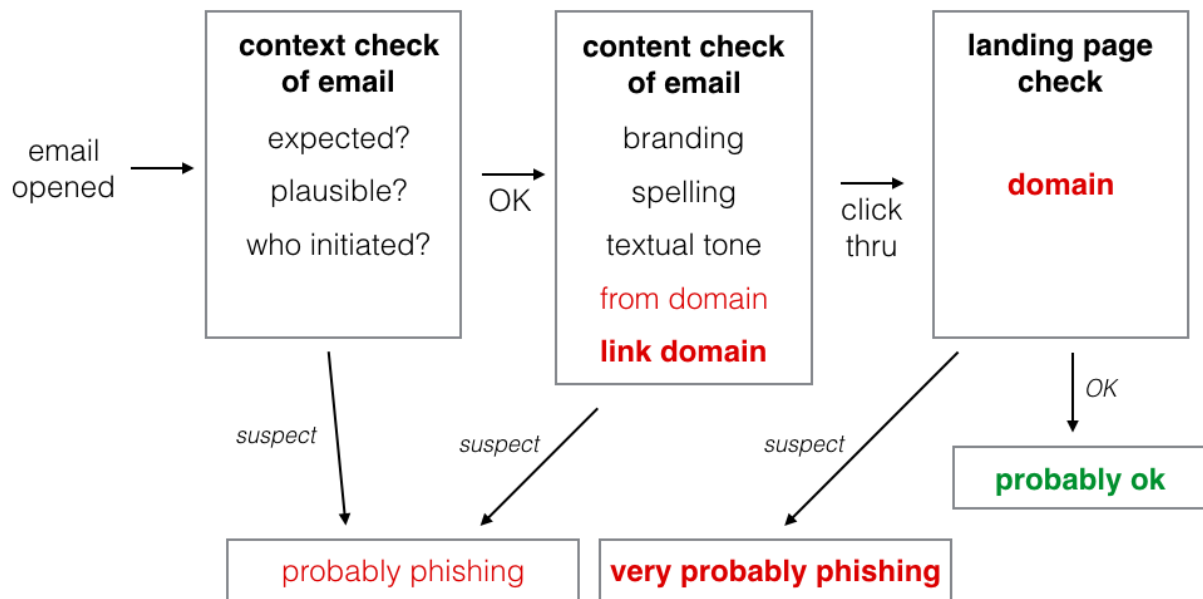 email
opened
context check
of email
expected?
plausible?
who initiated?
OK
content check
of email
branding
spelling
textual tone
from domain
link domain
click
thru
landing page
check
domain
suspect
suspect
suspect
OK
probably ok
probably phishing
very probably phishing